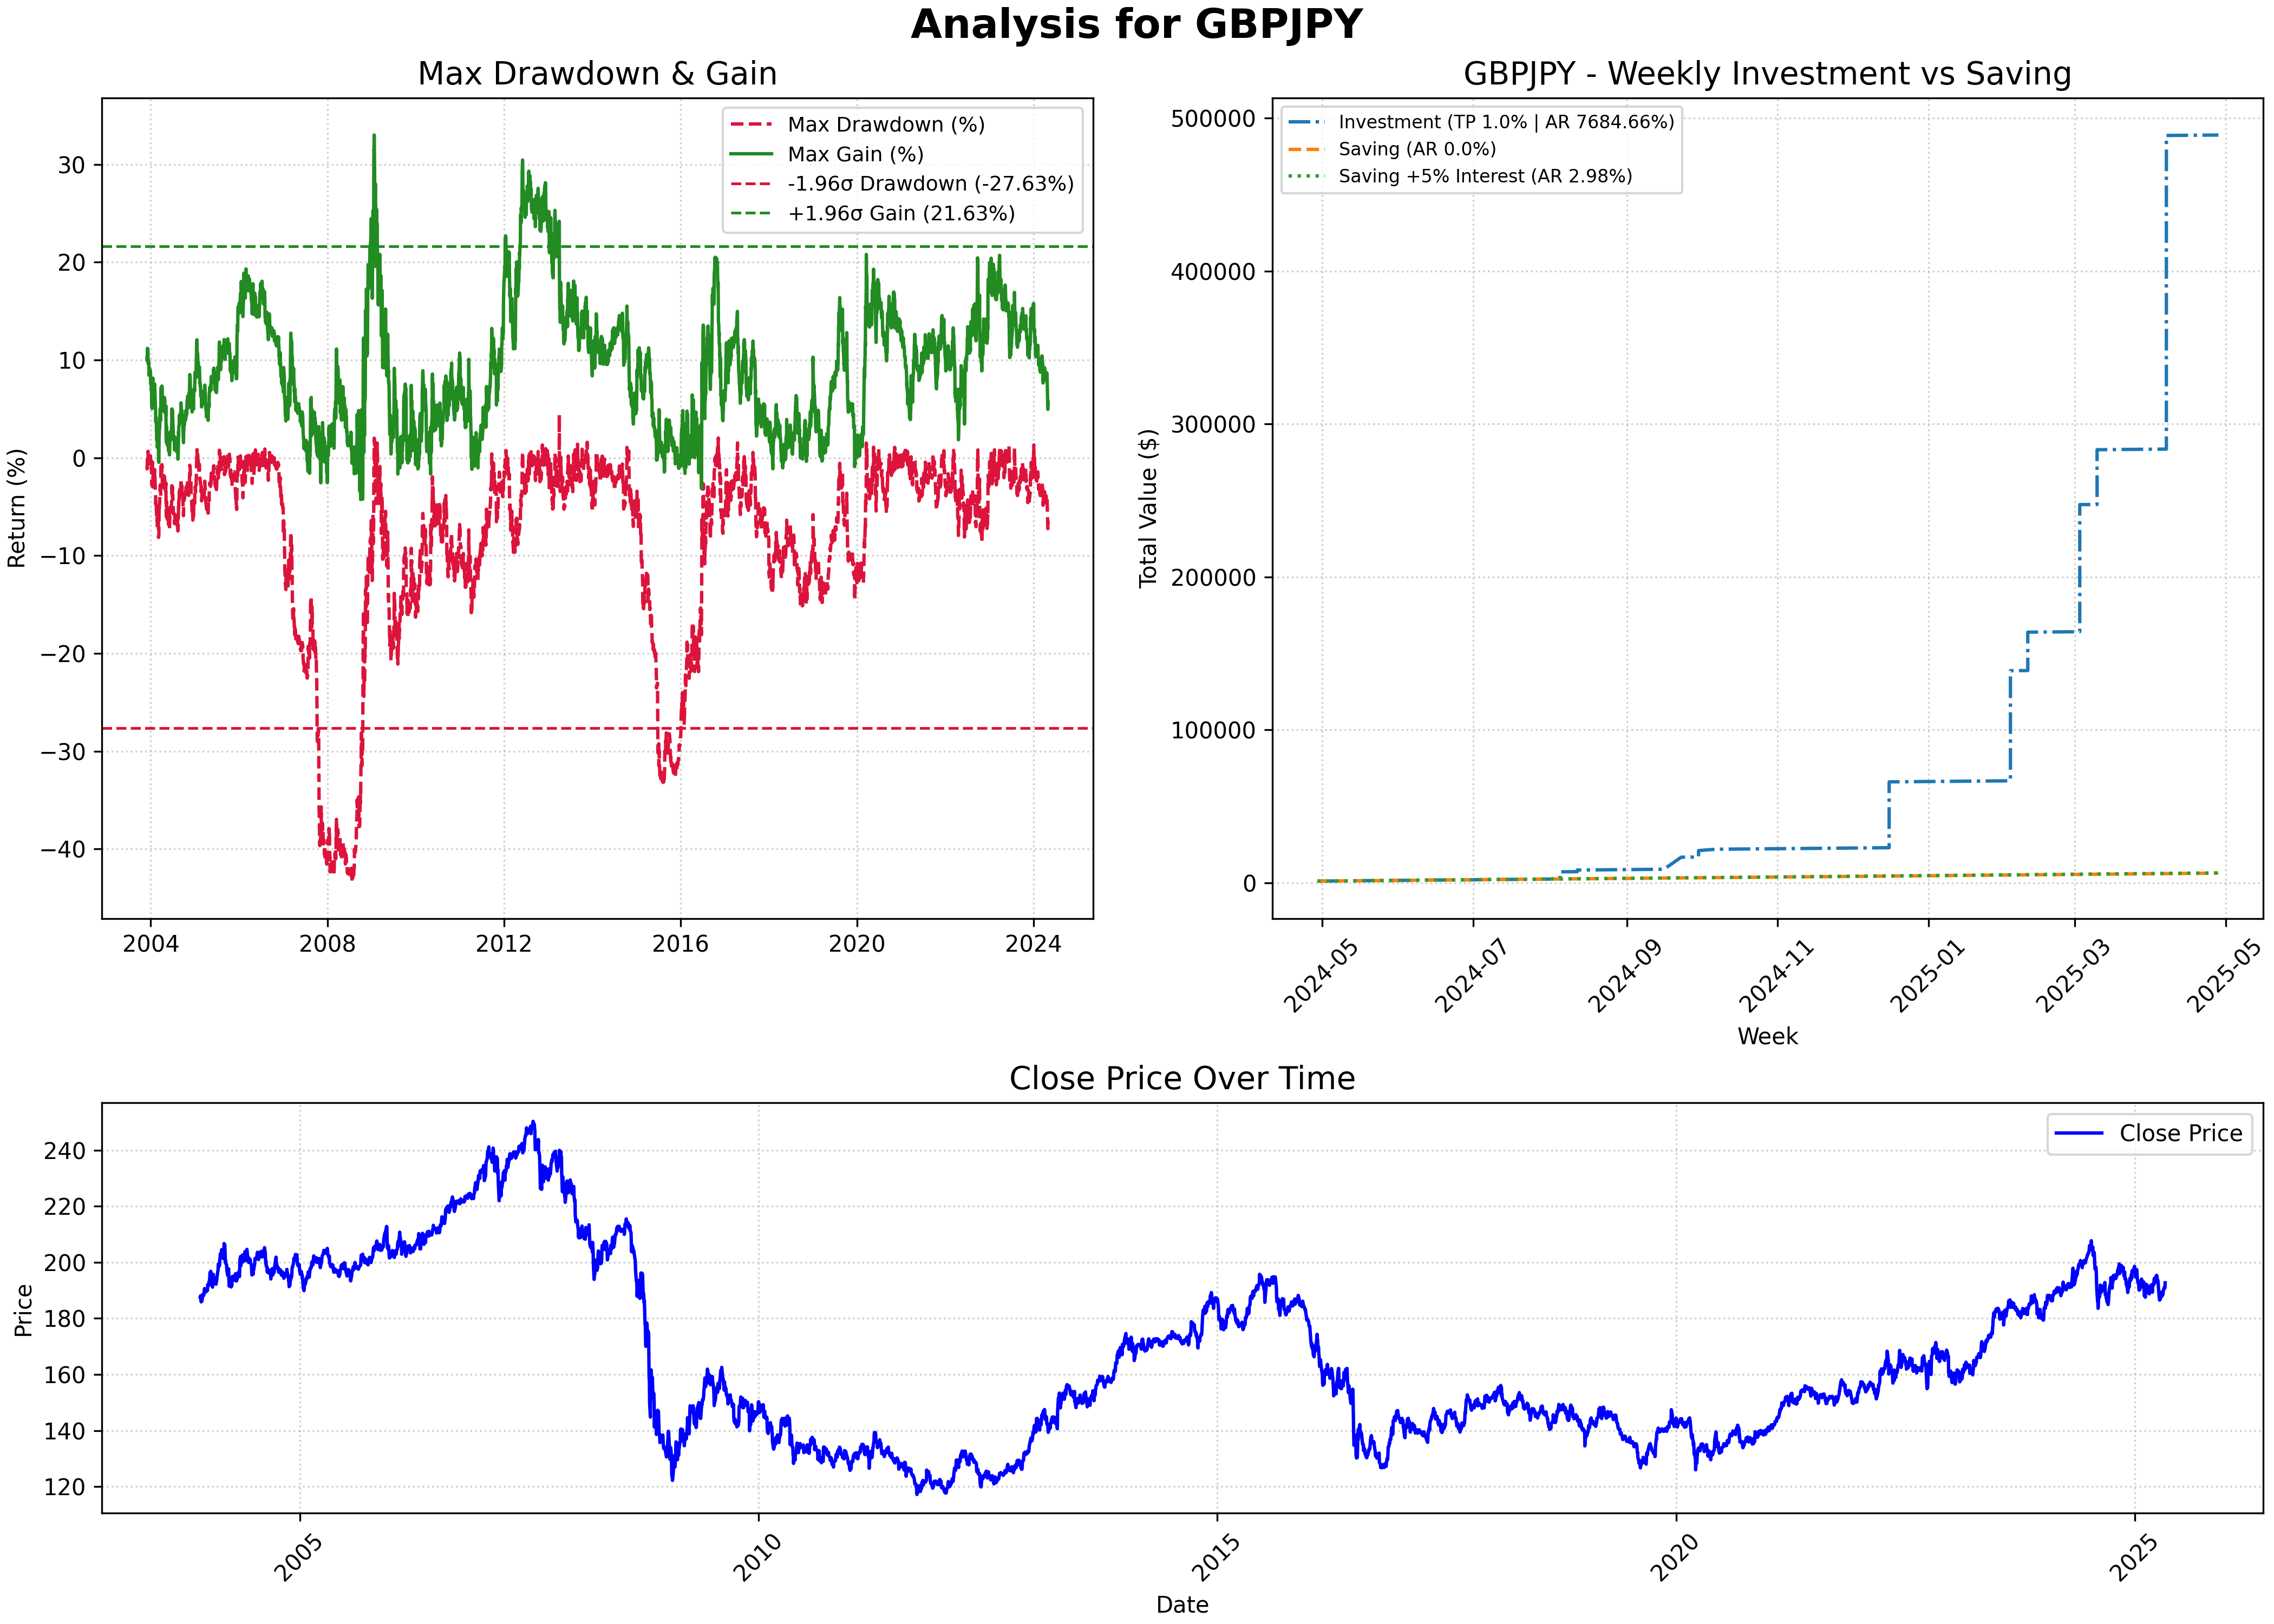 Analysis for GBPJPY
Max Drawdown & Gain
Return (%)
30
20
10
0
−10
−20
−30
−40
2004
2008
2012
2016
2020
2024
Max Drawdown (%)
Max Gain (%)
-1.96σ Drawdown (-27.63%)
+1.96σ Gain (21.63%)
GBPJPY - Weekly Investment vs Saving
Total Value ($)
500000
400000
300000
200000
100000
0
2024-05
2024-07
2024-09
2024-11
2025-01
2025-03
2025-05
Week
Investment (TP 1.0% | AR 7684.66%)
Saving (AR 0.0%)
Saving +5% Interest (AR 2.98%)
Close Price Over Time
Price
240
220
200
180
160
140
120
2005
2010
2015
2020
2025
Date
Close Price